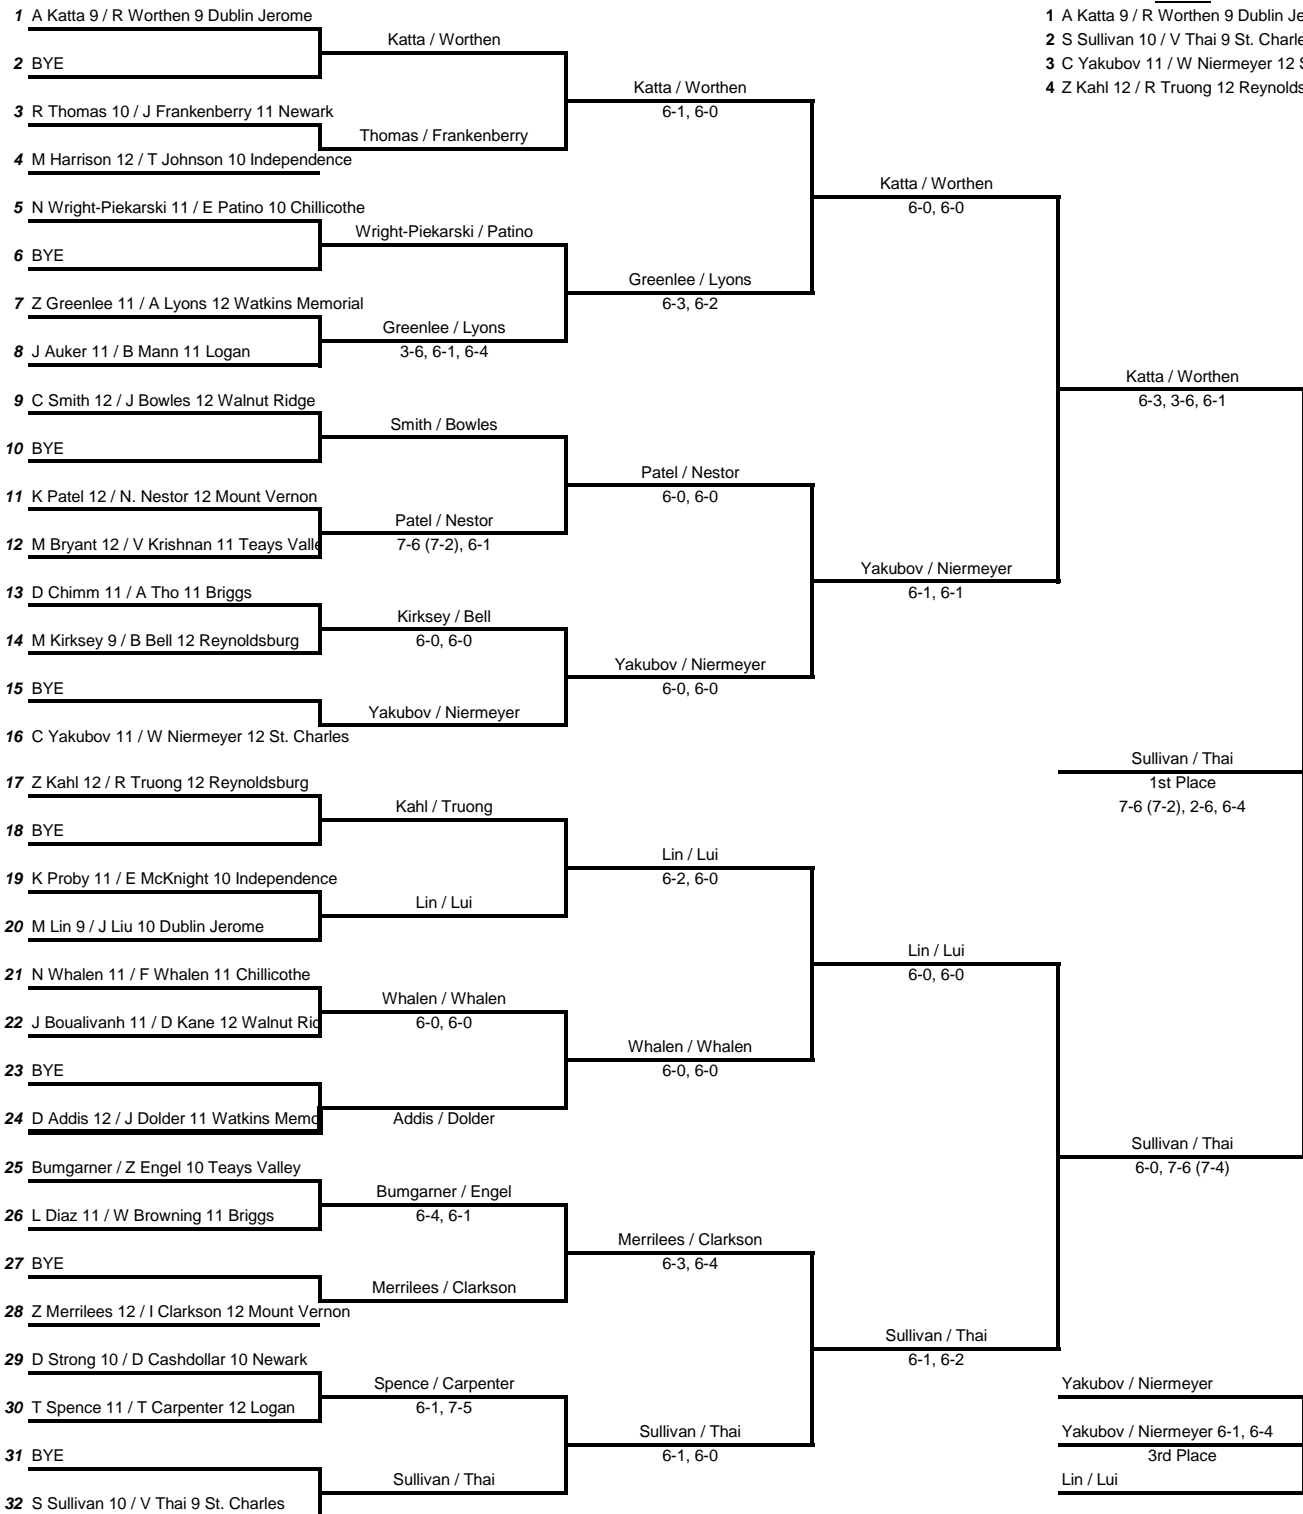 1 A Katta 9 / R Worthen 9 Dublin Jerome
2 BYE
3 R Thomas 10 / J Frankenberry 11 Newark
4 M Harrison 12 / T Johnson 10 Independence
5 N Wright-Piekarski 11 / E Patino 10 Chillicothe
6 BYE
7 Z Greenlee 11 / A Lyons 12 Watkins Memorial
8 J Auker 11 / B Mann 11 Logan
9 C Smith 12 / J Bowles 12 Walnut Ridge
10 BYE
11 K Patel 12 / N. Nestor 12 Mount Vernon
12 M Bryant 12 / V Krishnan 11 Teays Valle
13 D Chimm 11 / A Tho 11 Briggs
14 M Kirksey 9 / B Bell 12 Reynoldsburg
15 BYE
16 C Yakubov 11 / W Niermeyer 12 St. Charles
17 Z Kahl 12 / R Truong 12 Reynoldsburg
18 BYE
19 K Proby 11 / E McKnight 10 Independence
20 M Lin 9 / J Liu 10 Dublin Jerome
21 N Whalen 11 / F Whalen 11 Chillicothe
22 J Boualivanh 11 / D Kane 12 Walnut Rid
23 BYE
24 D Addis 12 / J Dolder 11 Watkins Memo
25 Bumgarner / Z Engel 10 Teays Valley
26 L Diaz 11 / W Browning 11 Briggs
27 BYE
28 Z Merrilees 12 / I Clarkson 12 Mount Vernon
29 D Strong 10 / D Cashdollar 10 Newark
30 T Spence 11 / T Carpenter 12 Logan
31 BYE
32 S Sullivan 10 / V Thai 9 St. Charles
Katta / Worthen
Thomas / Frankenberry
Wright-Piekarski / Patino
Greenlee / Lyons
3-6, 6-1, 6-4
Smith / Bowles
Patel / Nestor
7-6 (7-2), 6-1
Kirksey / Bell
6-0, 6-0
Yakubov / Niermeyer
Kahl / Truong
Lin / Lui
Whalen / Whalen
6-0, 6-0
Addis / Dolder
Bumgarner / Engel
6-4, 6-1
Merrilees / Clarkson
Spence / Carpenter
6-1, 7-5
Sullivan / Thai
Katta / Worthen
6-1, 6-0
Greenlee / Lyons
6-3, 6-2
Patel / Nestor
6-0, 6-0
Yakubov / Niermeyer
6-0, 6-0
Lin / Lui
6-2, 6-0
Whalen / Whalen
6-0, 6-0
Merrilees / Clarkson
6-3, 6-4
Sullivan / Thai
6-1, 6-0
Katta / Worthen
6-0, 6-0
Yakubov / Niermeyer
6-1, 6-1
Lin / Lui
6-0, 6-0
Sullivan / Thai
6-1, 6-2
1 A Katta 9 / R Worthen 9 Dublin Je
2 S Sullivan 10 / V Thai 9 St. Charle
3 C Yakubov 11 / W Niermeyer 12 S
4 Z Kahl 12 / R Truong 12 Reynolds
Katta / Worthen
6-3, 3-6, 6-1
Sullivan / Thai
1st Place
7-6 (7-2), 2-6, 6-4
Sullivan / Thai
6-0, 7-6 (7-4)
Yakubov / Niermeyer
Yakubov / Niermeyer 6-1, 6-4
3rd Place
Lin / Lui